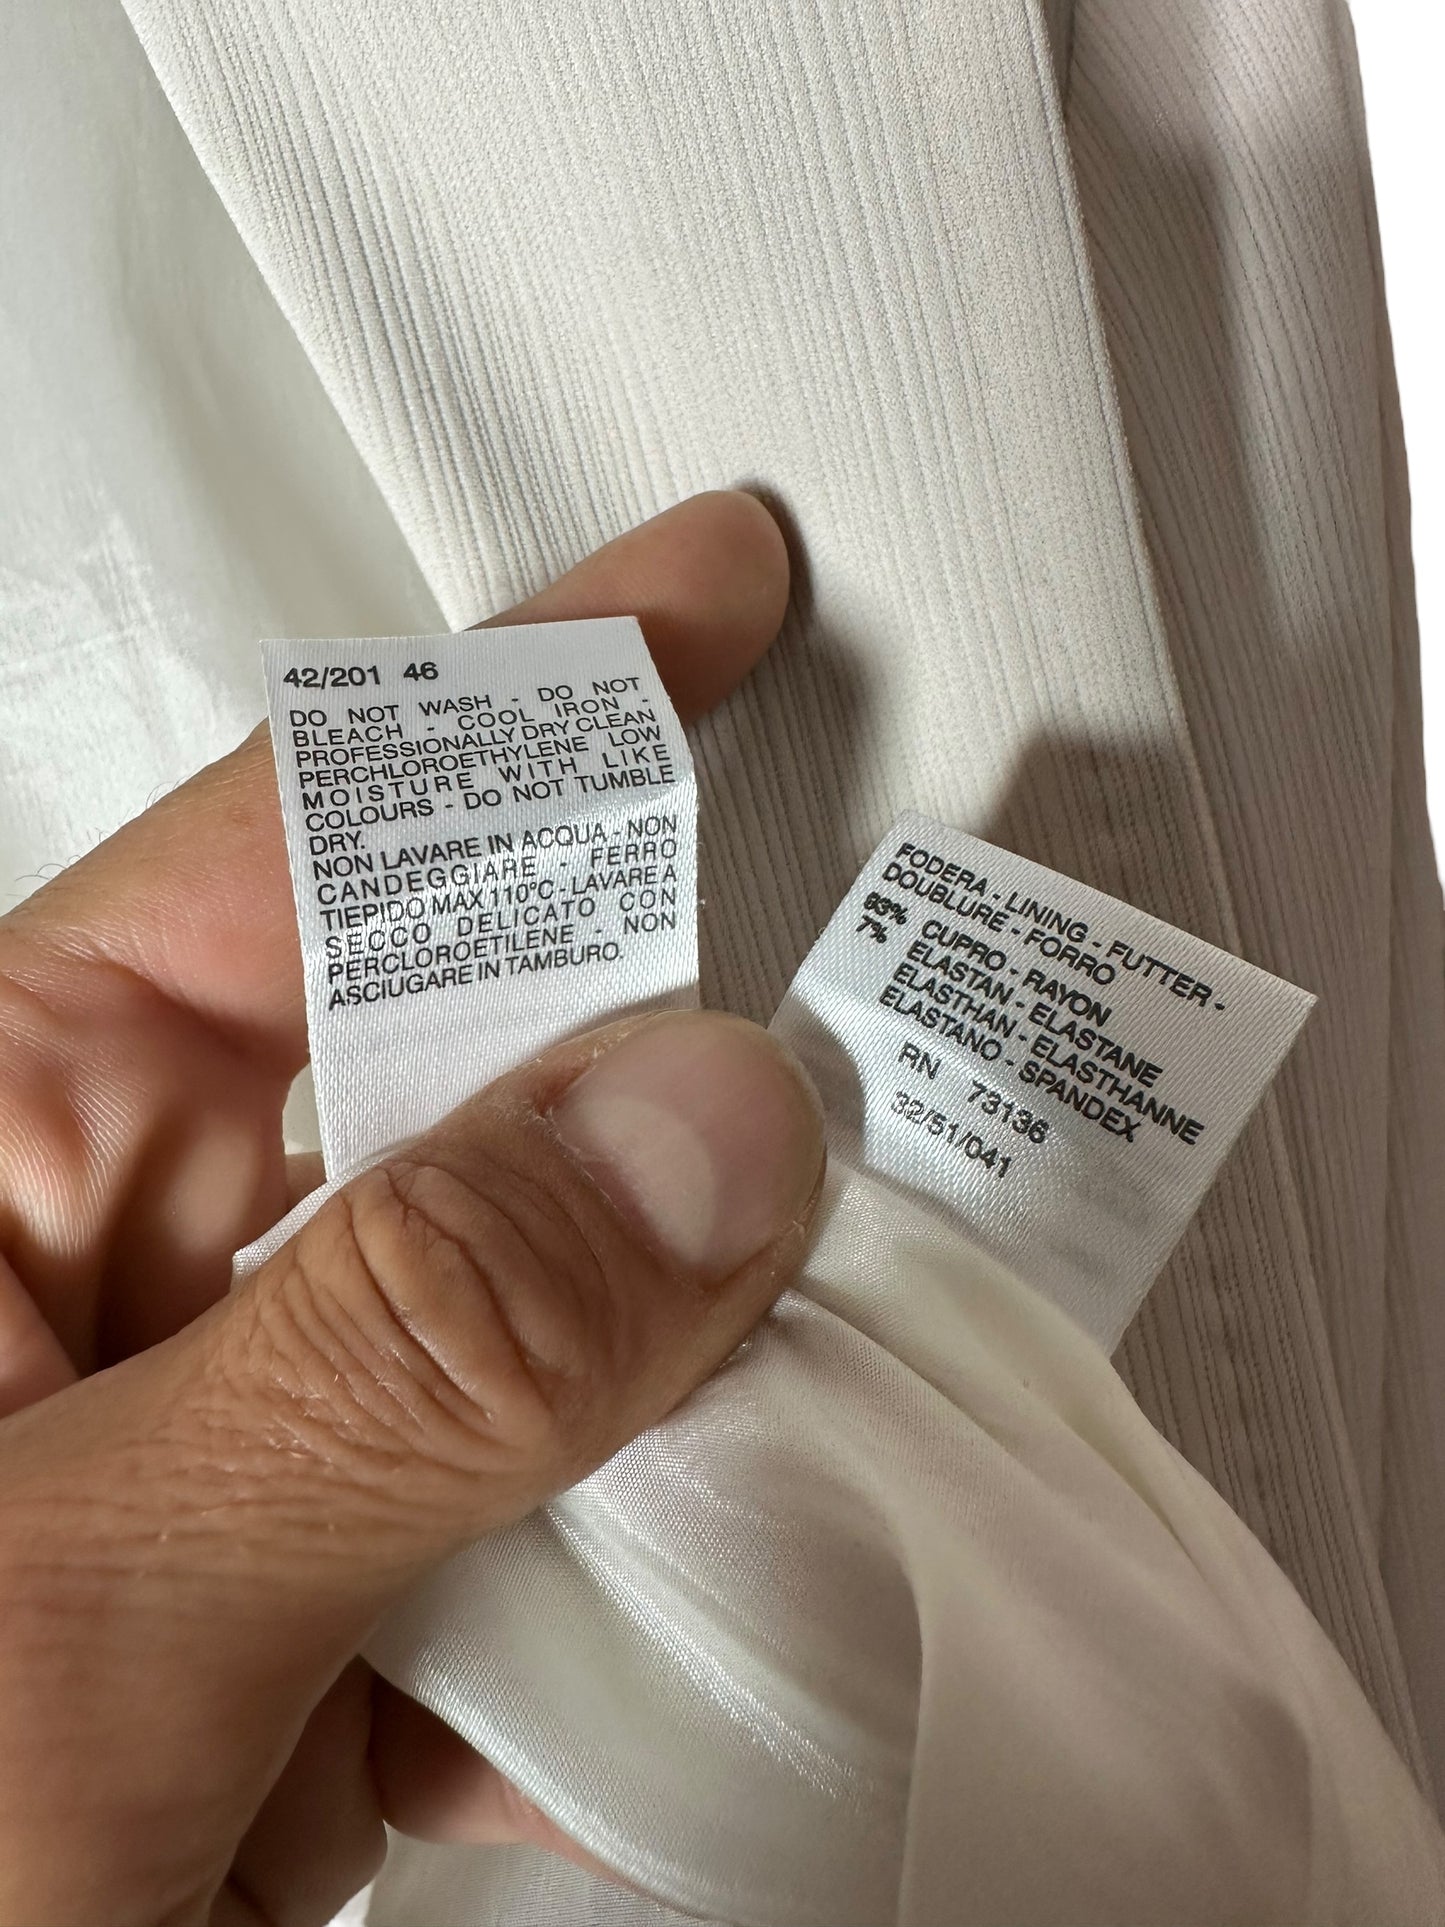 42/201 46
DO NOT WASH - DO NOT
BLEACH - COOL IRON -
PROFESSIONALLY DRY CLEAN
PERCHLOROETHYLENE LOW
MOISTURE WITH LIKE
COLOURS - DO NOT TUMBLE
DRY.
NON LAVARE IN ACQUA - NON
CANDEGGIARE - FERRO
TIEPIDO MAX 110°C - LAVARE A
SECCO DELICATO CON
PERCLOROETILENE - NON
ASCIUGARE IN TAMBURO.
FODERA - LINING - FUTTER -
DOUBLURE - FORRO
CUPRO - RAYON
7% ELASTAN - ELASTANE
ELASTHAN - ELASTHANNE
ELASTANO - SPANDEX
RN 73136
32/51/041